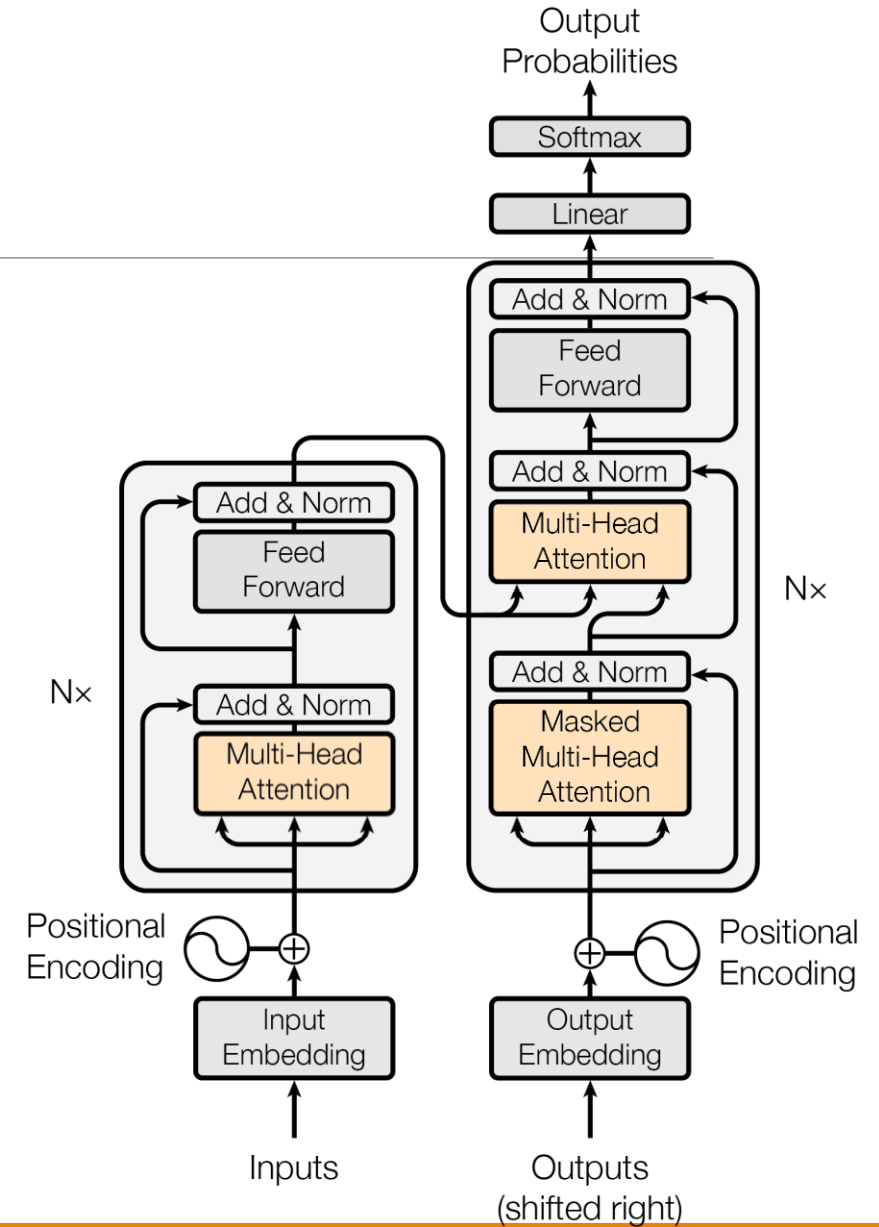 Output
Probabilities
Softmax
Linear
Add & Norm
Feed
Forward
Add & Norm
Multi-Head
Attention
Add & Norm
Masked
Multi-Head
Attention
N×
Add & Norm
Feed
Forward
Add & Norm
Multi-Head
Attention
N×
Positional
Encoding
Positional
Encoding
Input
Embedding
Output
Embedding
Inputs
Outputs
(shifted right)